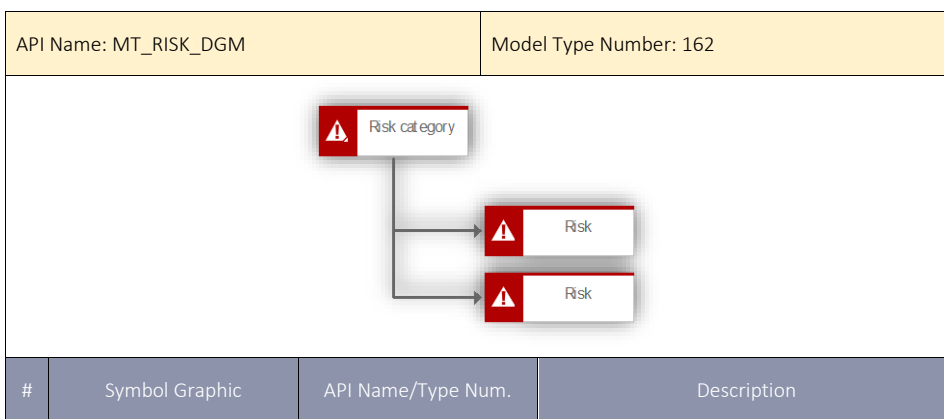 API Name: MT_RISK_DGM
Model Type Number: 162
Risk category
Risk
Risk
#
Symbol Graphic
API Name/Type Num.
Description